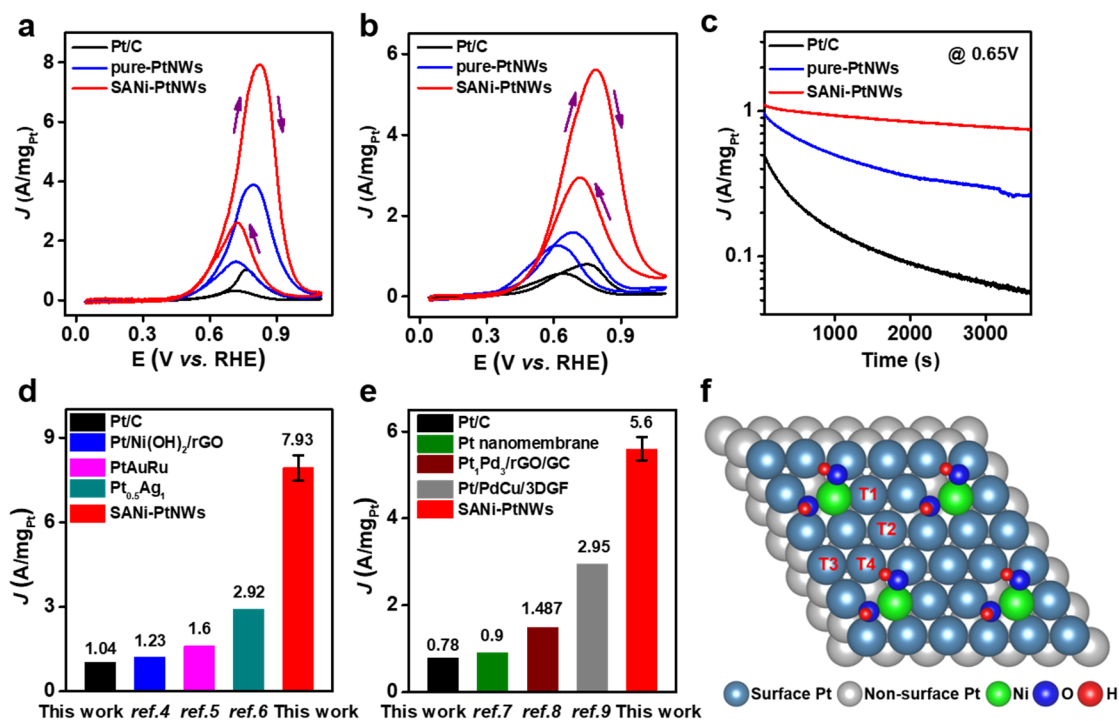 a
Pt/C
pure-PtNWs
SANi-PtNWs
J (A/mgPt)
8
6
4
2
0
0.0 0.3 0.6 0.9
E (V vs. RHE)
b
Pt/C
pure-PtNWs
SANi-PtNWs
J (A/mgPt)
6
4
2
0
0.0 0.3 0.6 0.9
E (V vs. RHE)
c
Pt/C
pure-PtNWs
SANi-PtNWs
@ 0.65V
J (A/mgPt)
1
0.1
1000 2000 3000
Time (s)
d
Pt/C
Pt/Ni(OH)2/rGO
PtAuRu
Pt0.5Ag1
SANi-PtNWs
J (A/mgPt)
9
6
3
0
1.04 1.23 1.6 2.92 7.93
This work ref.4 ref.5 ref.6 This work
e
Pt/C
Pt nanomembrane
Pt1Pd3/rGO/GC
Pt/PdCu/3DGF
SANi-PtNWs
J (A/mgPt)
6
4
2
0
0.78 0.9 1.487 2.95 5.6
This work ref.7 ref.8 ref.9 This work
f
T1
T2
T3 T4
Surface Pt Non-surface Pt Ni O H